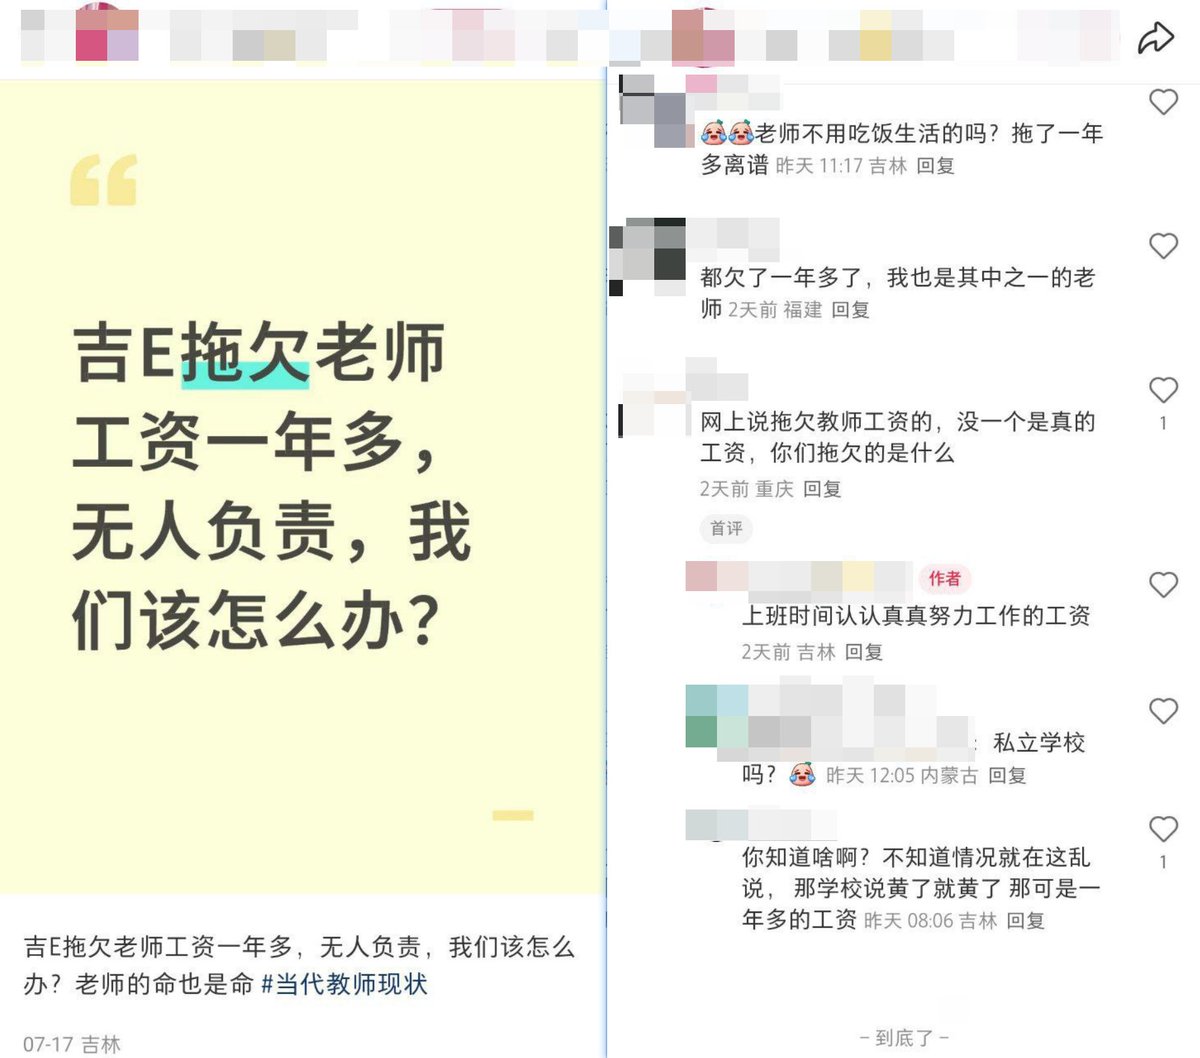 吉E拖欠老师
工资一年多，
无人负责，我
们该怎么办？
吉E拖欠老师工资一年多，无人负责，我们该怎么
办？老师的命也是命 #当代教师现状
07-17 吉林
老师不用吃饭生活的吗？拖了一年
多离谱 昨天 11:17 吉林 回复
都欠了一年多了，我也是其中之一的老
师 2天前 福建 回复
网上说拖欠教师工资的，没一个是真的
工资，你们拖欠的是什么
2天前 重庆 回复
1
首评
作者
上班时间认认真真努力工作的工资
2天前 吉林 回复
：私立学校
吗？ 昨天 12:05 内蒙古 回复
你知道啥啊？不知道情况就在这乱
说， 那学校说黄了就黄了 那可是一
年多的工资 昨天 08:06 吉林 回复
1
- 到底了 -